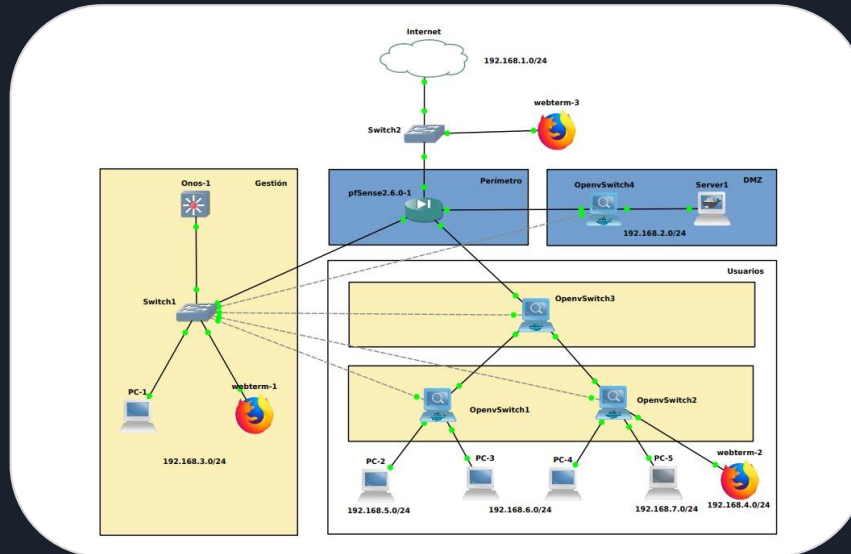 Internet
192.168.1.0/24
webterm-3
Switch2
Gestión
Onos-1
Perímetro
pfSense2.6.0-1
DMZ
OpenvSwitch4
Server1
192.168.2.0/24
Usuarios
Switch1
OpenvSwitch3
PC-1
webterm-1
OpenvSwitch1
OpenvSwitch2
PC-2
PC-3
PC-4
PC-5
webterm-2
192.168.3.0/24
192.168.5.0/24
192.168.6.0/24
192.168.7.0/24
192.168.4.0/24